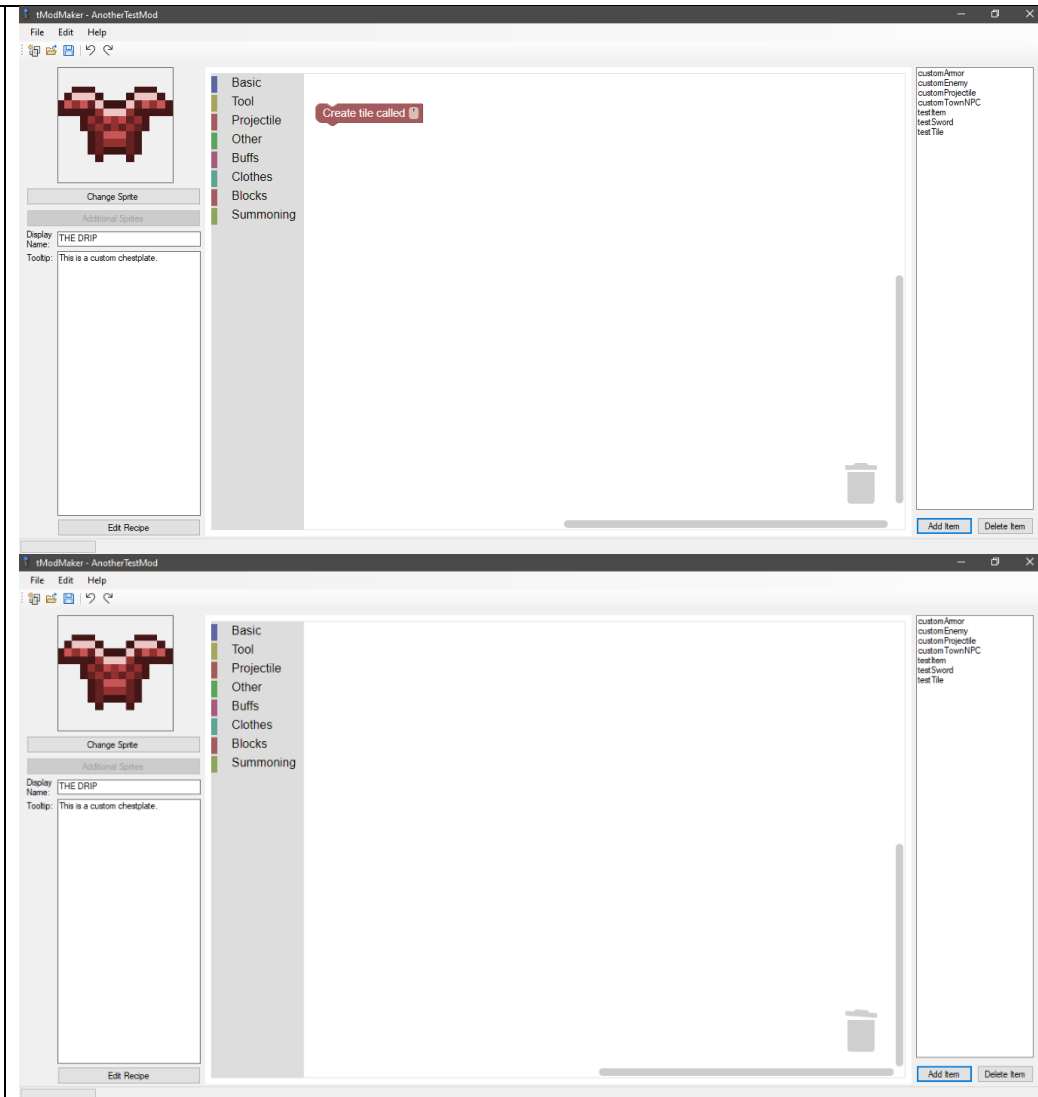 tModMaker - AnotherTestMod
File Edit Help
Change Sprite
Additional Sprites
Display Name: THE DRIP
Tooltip: This is a custom chestplate.
Edit Recipe
Basic
Tool
Projectile
Other
Buffs
Clothes
Blocks
Summoning
Create tile called
customArmor
customEnemy
customProjectile
customTownNPC
testItem
testSword
testTile
Add Item Delete Item
tModMaker - AnotherTestMod
File Edit Help
Change Sprite
Additional Sprites
Display Name: THE DRIP
Tooltip: This is a custom chestplate.
Edit Recipe
Basic
Tool
Projectile
Other
Buffs
Clothes
Blocks
Summoning
customArmor
customEnemy
customProjectile
customTownNPC
testItem
testSword
testTile
Add Item Delete Item